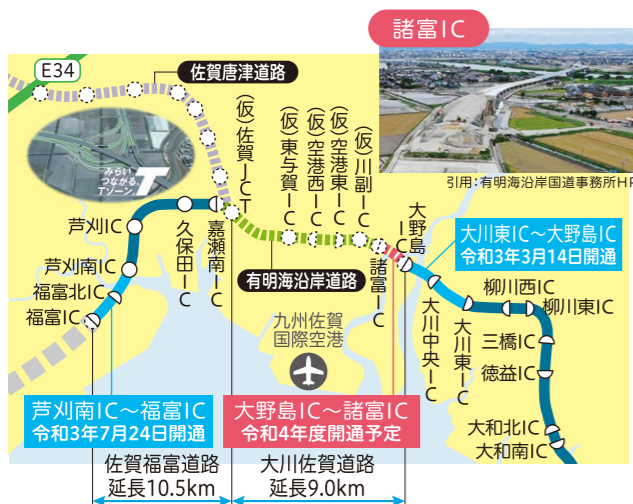 諸富IC
E34
佐賀唐津道路
みらい
つながる、
Tゾーン。
T
引用：有明海沿岸国道事務所HP
(仮)佐賀JCT
(仮)東与賀IC
(仮)空港西IC
(仮)空港東IC
(仮)川副IC
諸富IC
大野島IC
大川東IC～大野島IC
令和3年3月14日開通
芦刈IC
久保田IC
嘉瀬南IC
有明海沿岸道路
芦刈南IC
福富北IC
福富IC
九州佐賀
国際空港
大川中央IC
大川東IC
柳川西IC
柳川東IC
三橋IC
徳益IC
大和北IC
大和南IC
芦刈南IC～福富IC
令和3年7月24日開通
大野島IC～諸富IC
令和4年度開通予定
佐賀福富道路
延長10.5km
大川佐賀道路
延長9.0km